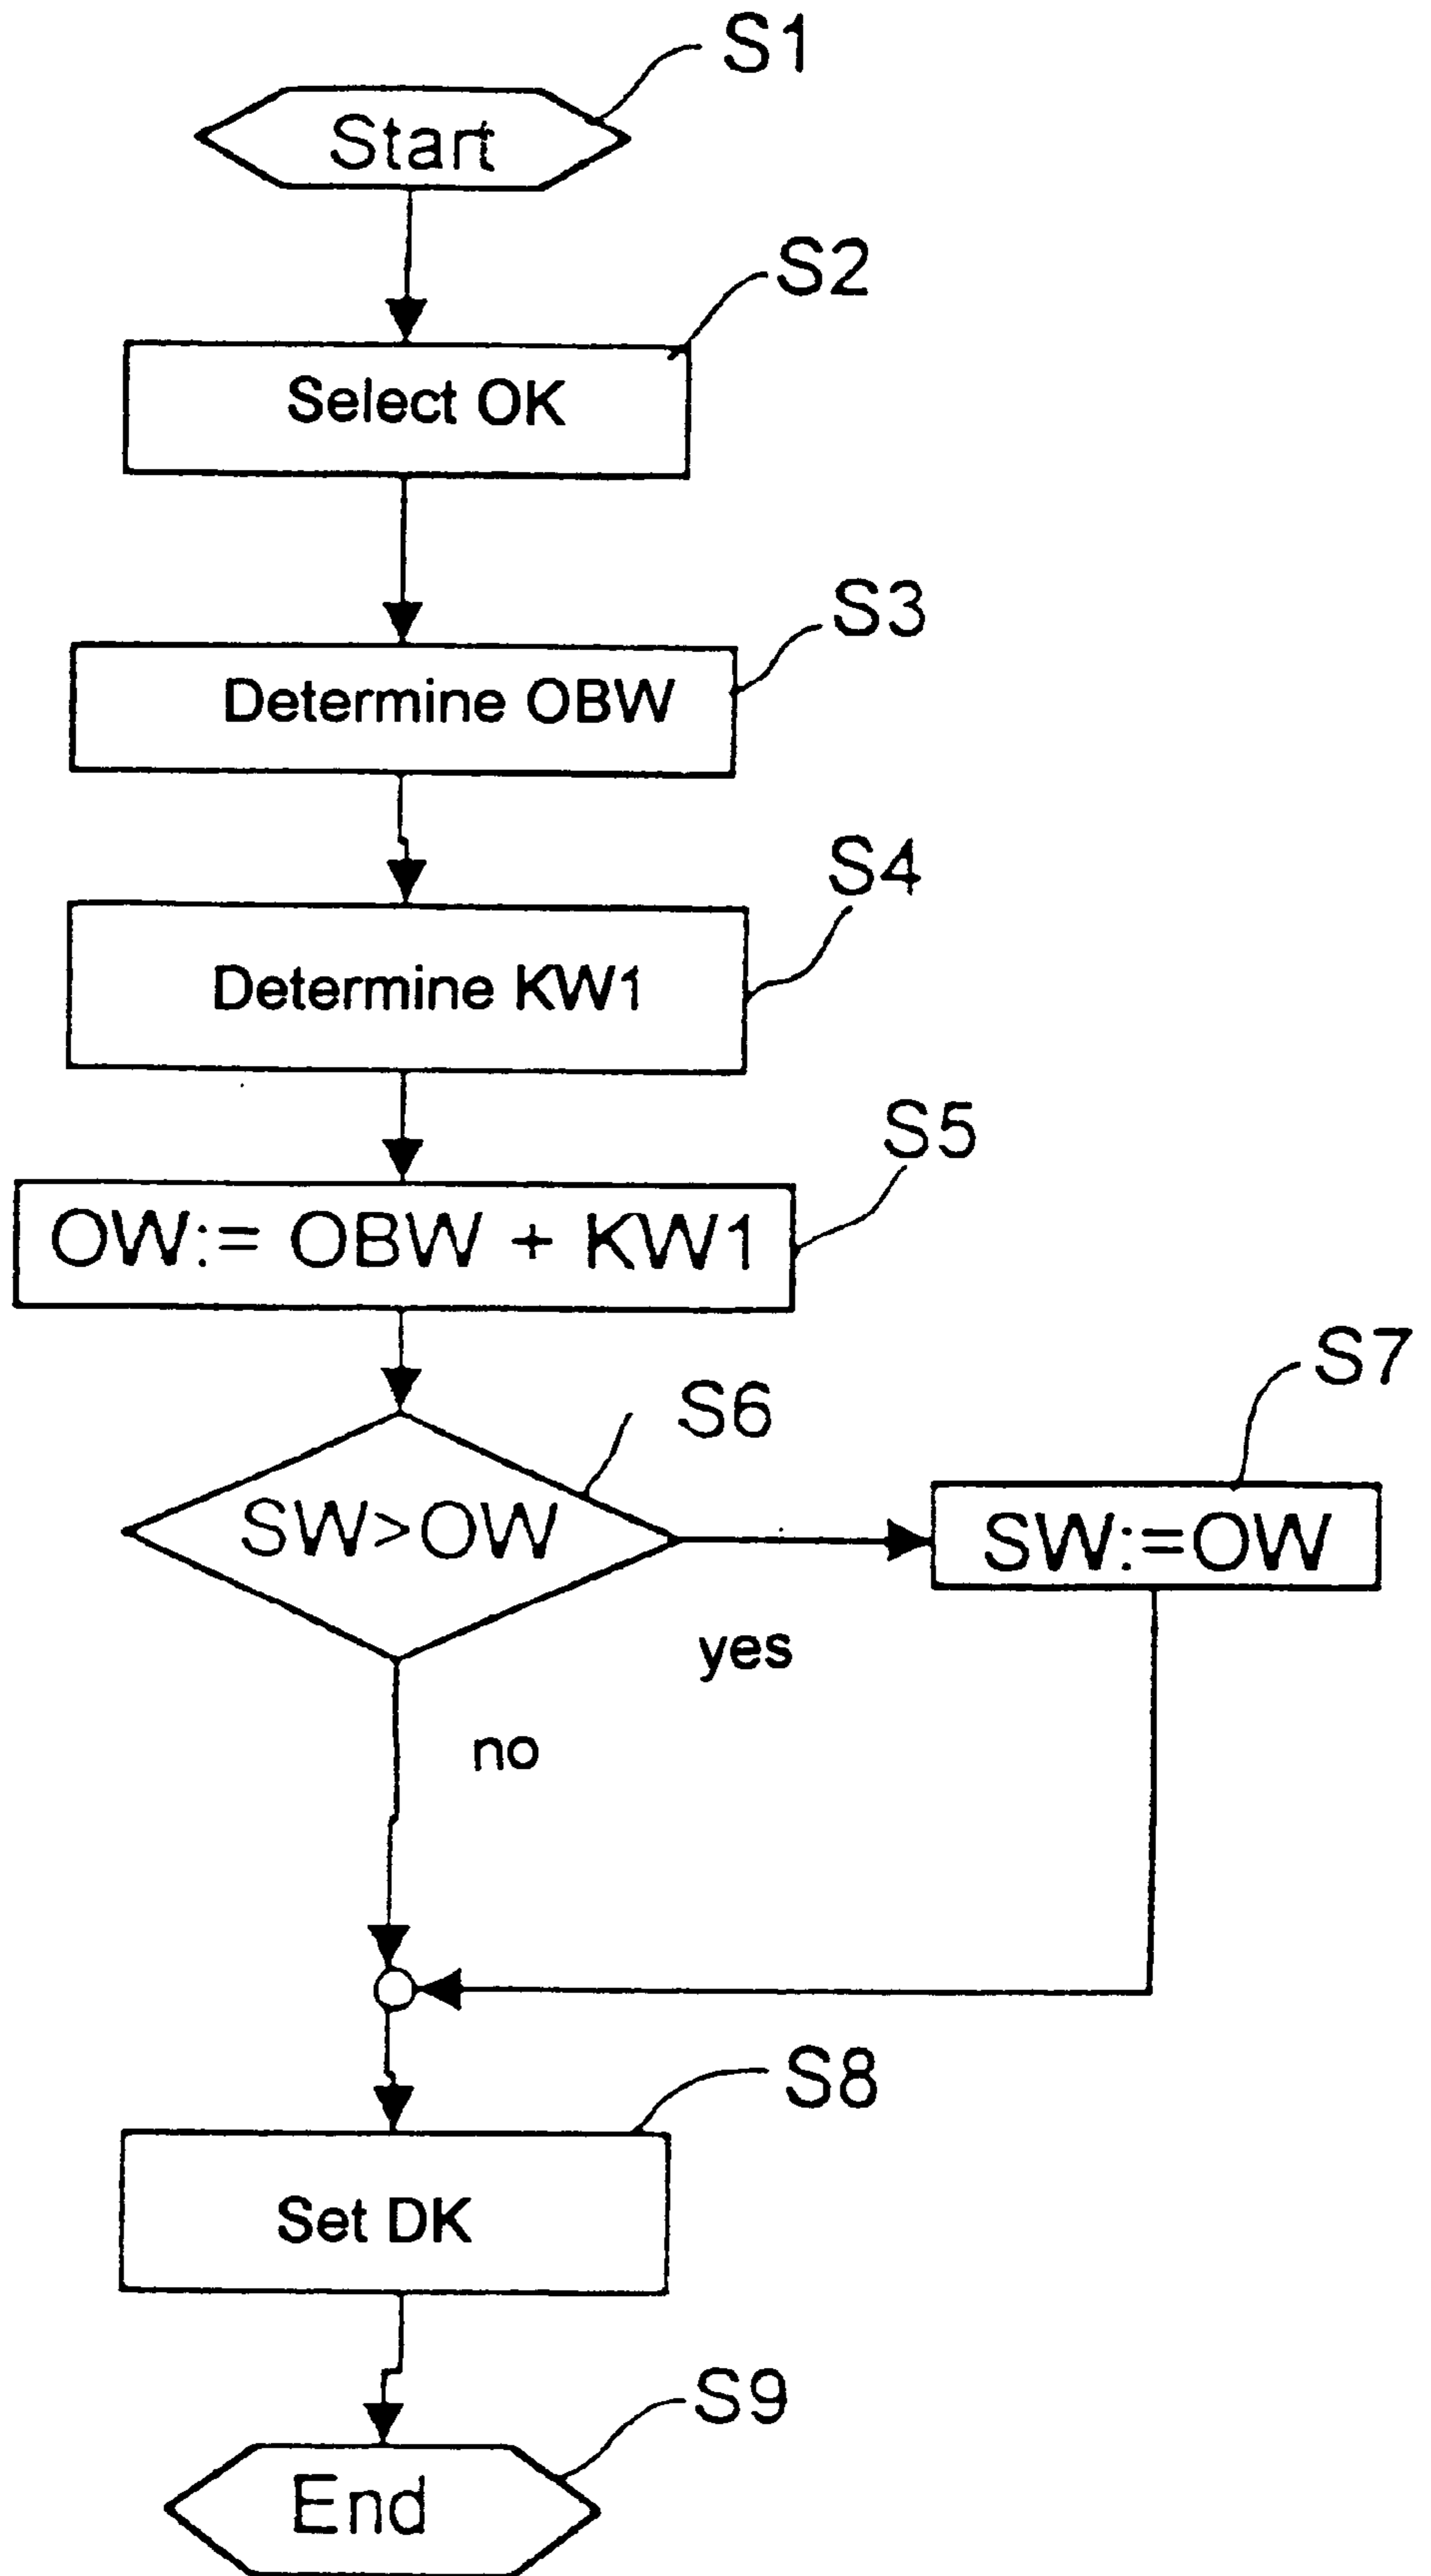 S1
Start
S2
Select OK
S3
Determine OBW
S4
Determine KW1
S5
OW:= OBW + KW1
S6
SW>OW
S7
SW:=OW
yes
no
S8
Set DK
S9
End